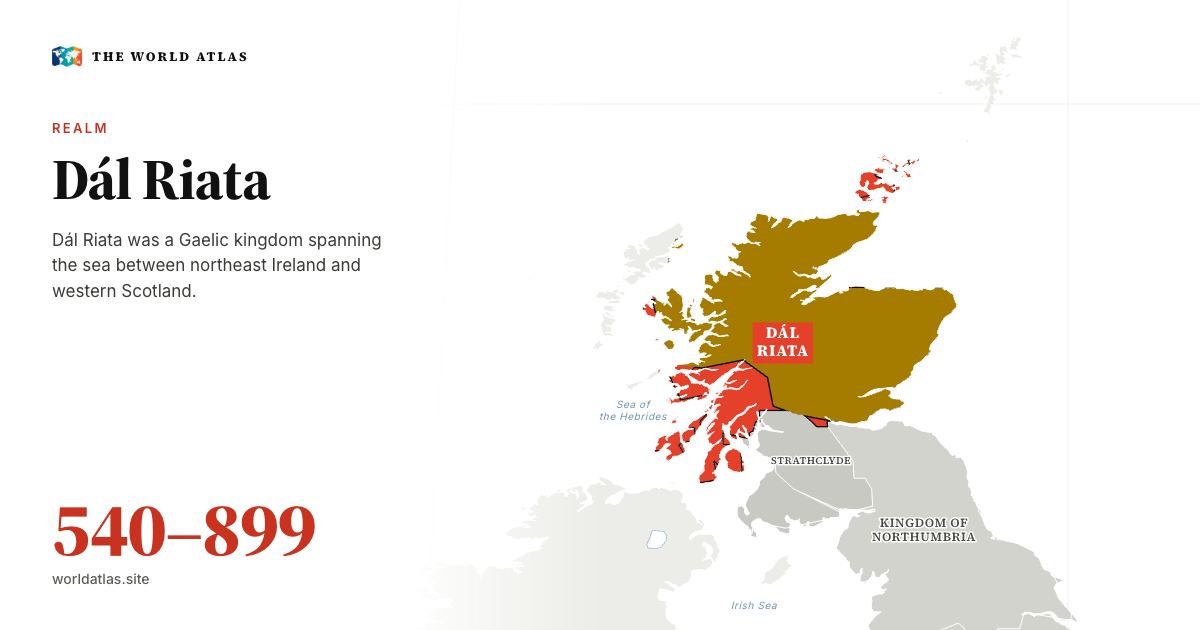 THE WORLD ATLAS
REALM
Dál Riata
Dál Riata was a Gaelic kingdom spanning
the sea between northeast Ireland and
western Scotland.
540–899
worldatlas.site
DÁL
RIATA
Sea of
the Hebrides
STRATHCLYDE
KINGDOM OF
NORTHUMBRIA
Irish Sea